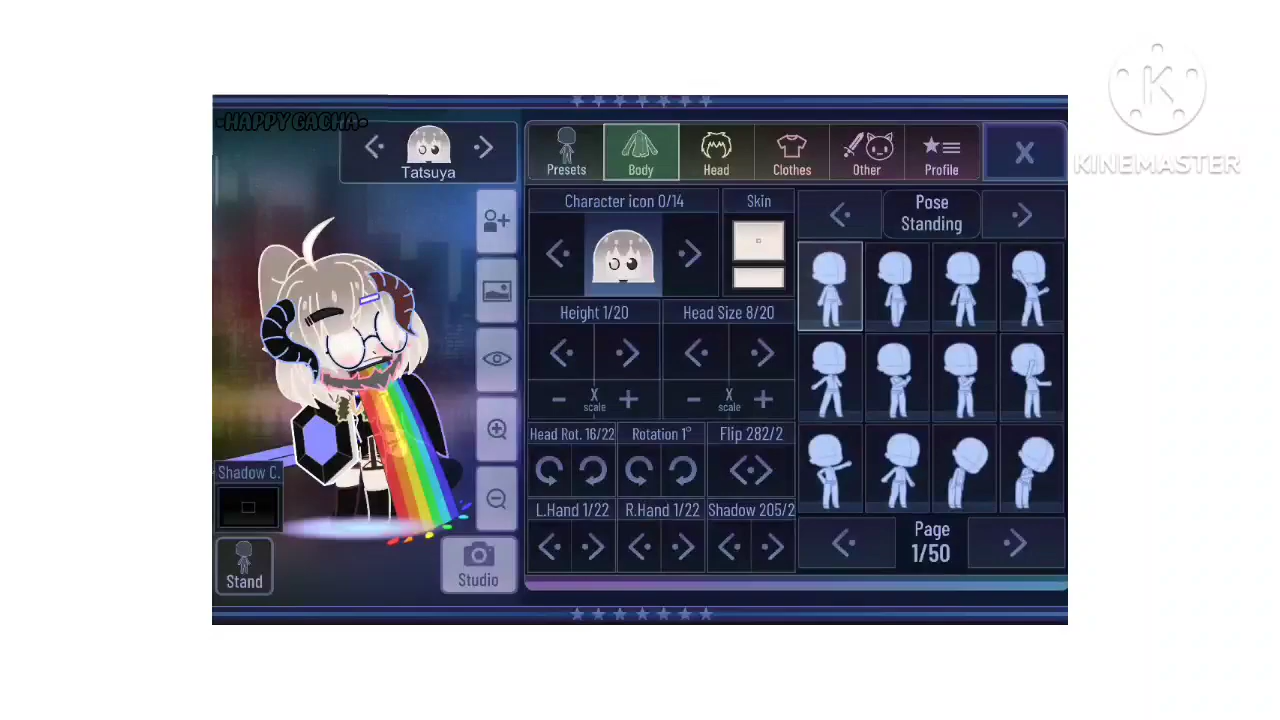 K
KINEMASTER
-HAPPY GACHA-
Tatsuya
Presets
Body
Head
Clothes
Other
Profile
X
Character icon 0/14
Skin
Pose
Standing
Height 1/20
Head Size 8/20
X
scale
X
scale
Head Rot. 16/22
Rotation 1°
Flip 282/2
L.Hand 1/22
R.Hand 1/22
Shadow 205/2
Shadow C.
Stand
Studio
Page
1/50